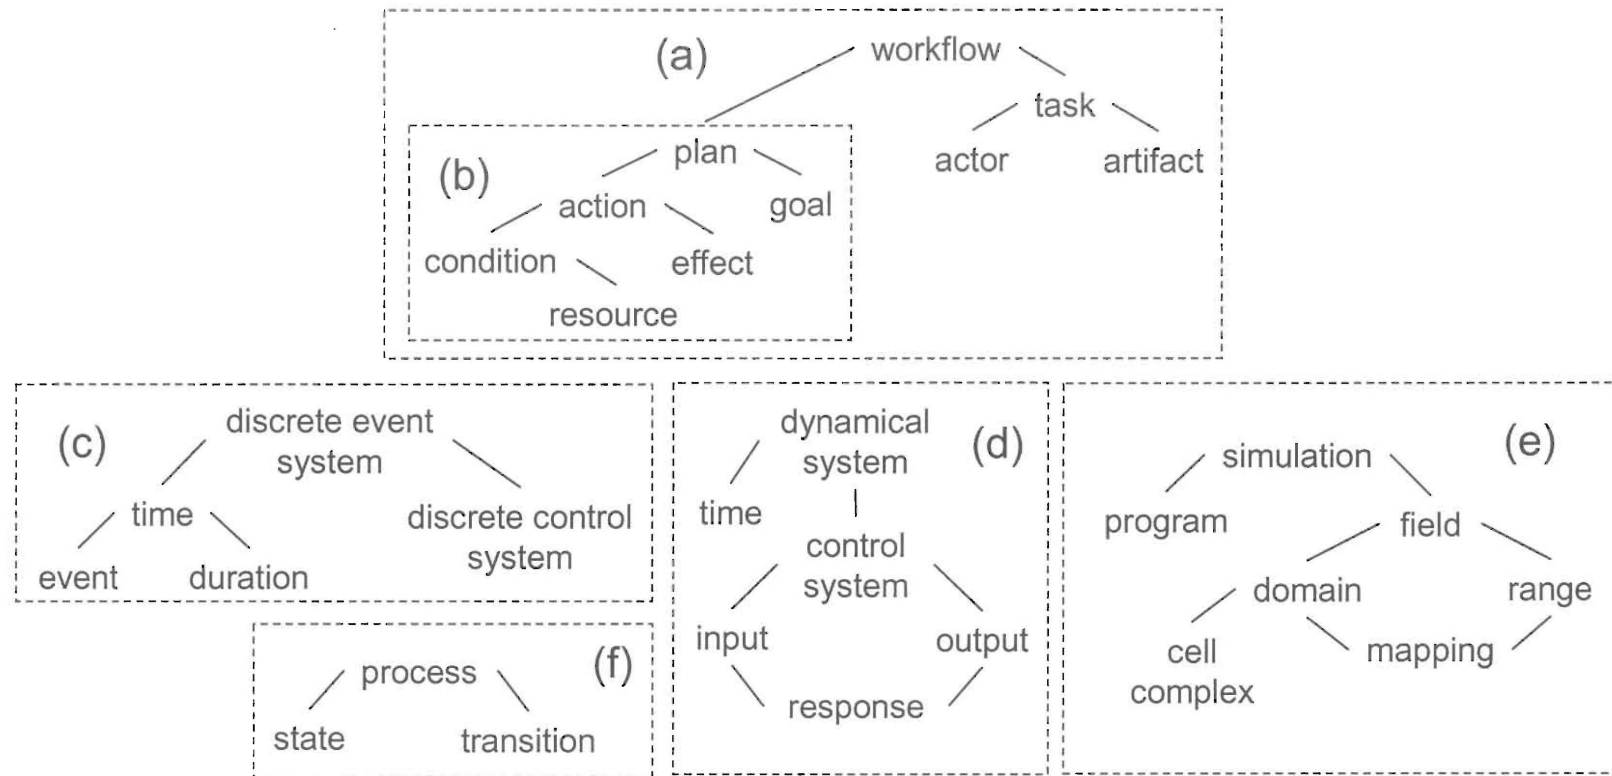 (a)
workflow
task
actor
artifact
(b)
plan
action
goal
condition
effect
resource
(c)
discrete event
system
time
discrete control
system
event
duration
(d)
dynamical
system
time
control
system
input
output
response
(e)
simulation
program
field
domain
range
cell
complex
mapping
(f)
process
state
transition